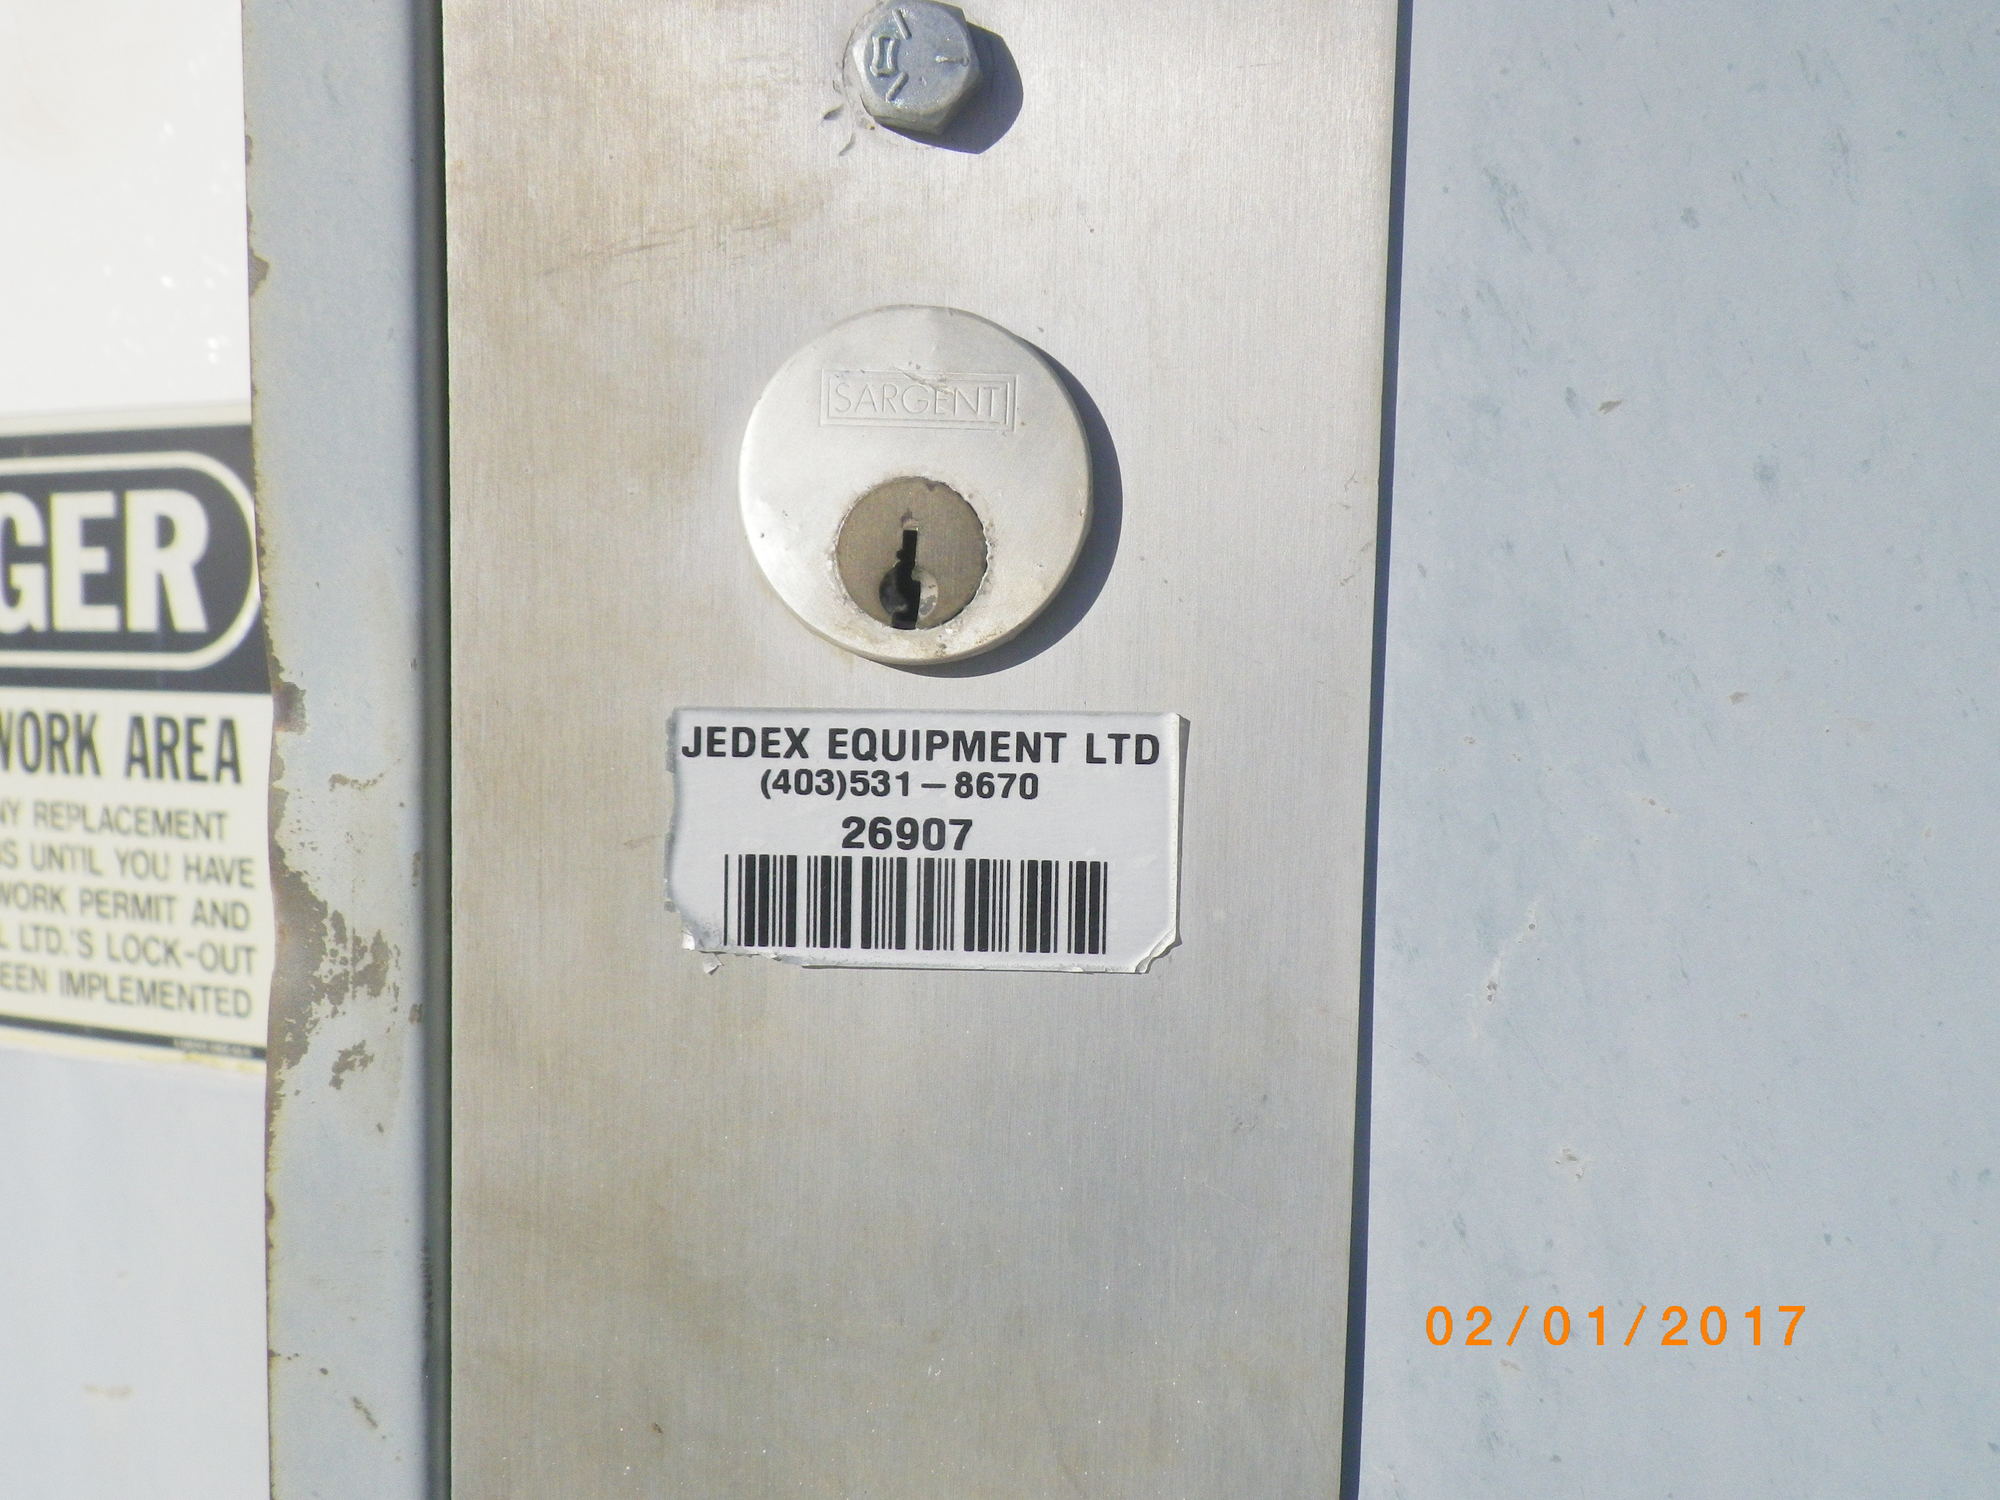 SARGENT
GER
WORK AREA
NY REPLACEMENT
UNTIL YOU HAVE
WORK PERMIT AND
L LTD.'S LOCK-OUT
EEN IMPLEMENTED
JEDEX EQUIPMENT LTD
(403)531-8670
26907
02/01/2017